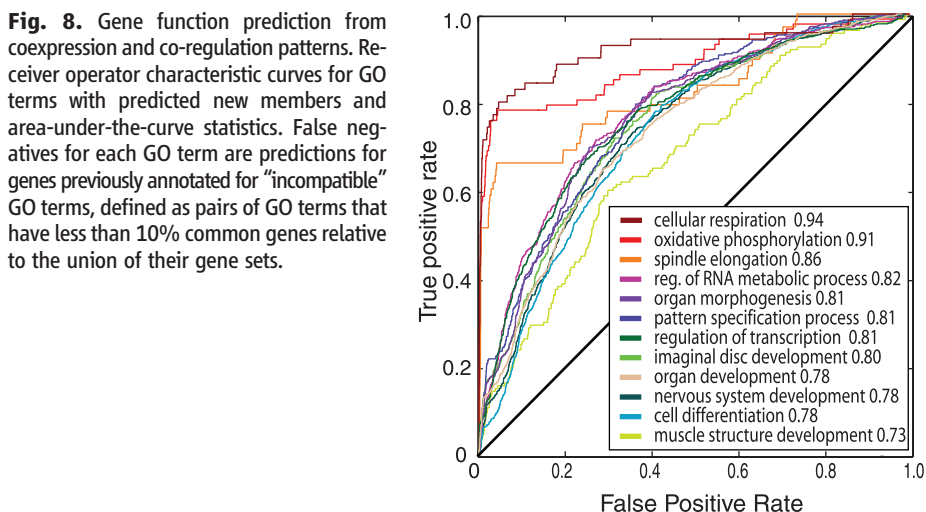 Fig. 8. Gene function prediction from
coexpression and co-regulation patterns. Re-
ceiver operator characteristic curves for GO
terms with predicted new members and
area-under-the-curve statistics. False neg-
atives for each GO term are predictions for
genes previously annotated for “incompatible”
GO terms, defined as pairs of GO terms that
have less than 10% common genes relative
to the union of their gene sets.
True positive rate
1.0
0.8
0.6
0.4
0.2
0
cellular respiration 0.94
oxidative phosphorylation 0.91
spindle elongation 0.86
reg. of RNA metabolic process 0.82
organ morphogenesis 0.81
pattern specification process 0.81
regulation of transcription 0.81
imaginal disc development 0.80
organ development 0.78
nervous system development 0.78
cell differentiation 0.78
muscle structure development 0.73
0 0.2 0.4 0.6 0.8 1.0
False Positive Rate